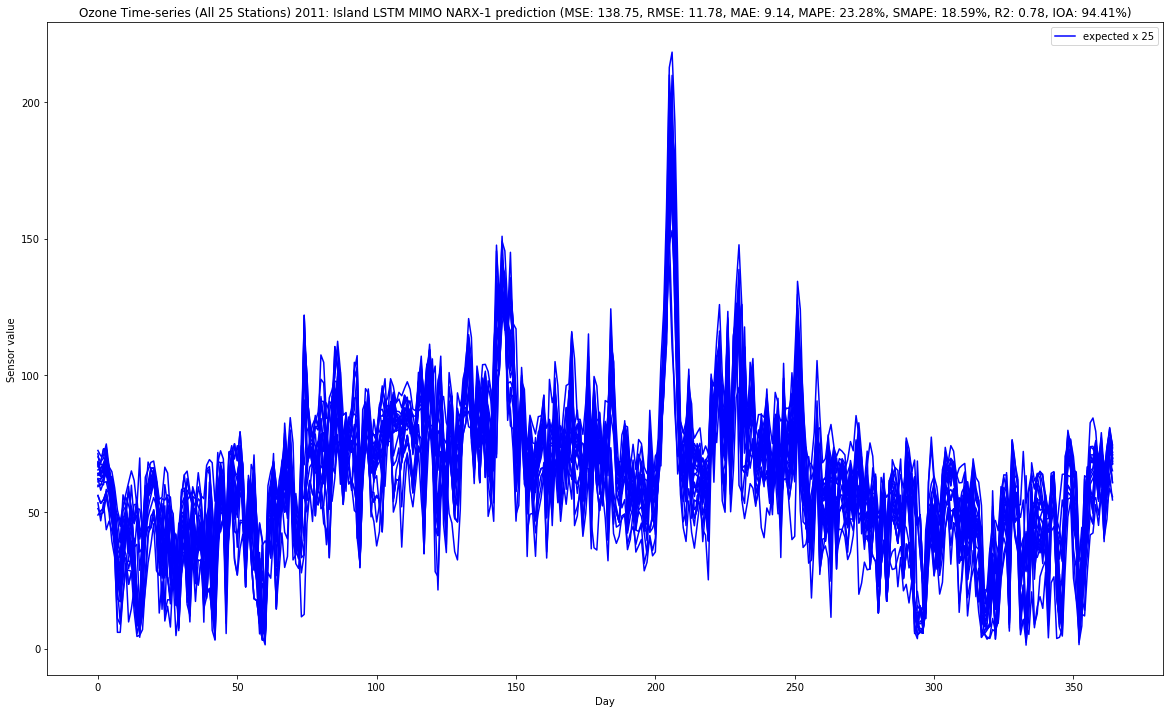 Ozone Time-series (All 25 Stations) 2011: Island LSTM MIMO NARX-1 prediction (MSE: 138.75, RMSE: 11.78, MAE: 9.14, MAPE: 23.28%, SMAPE: 18.59%, R2: 0.78, IOA: 94.41%)
expected x 25
200
150
100
50
0
Sensor value
0 50 100 150 200 250 300 350
Day